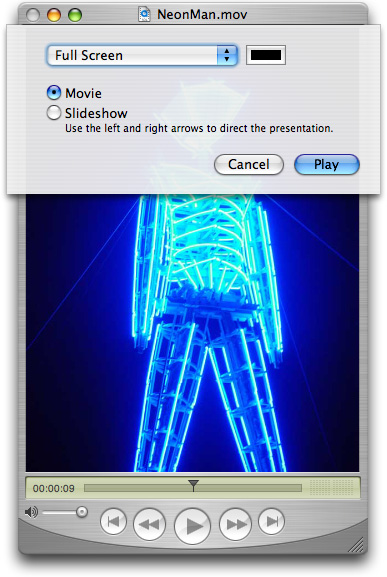 NeonMan.mov
Full Screen
Movie
Slideshow
Use the left and right arrows to direct the presentation.
Cancel Play
00:00:09